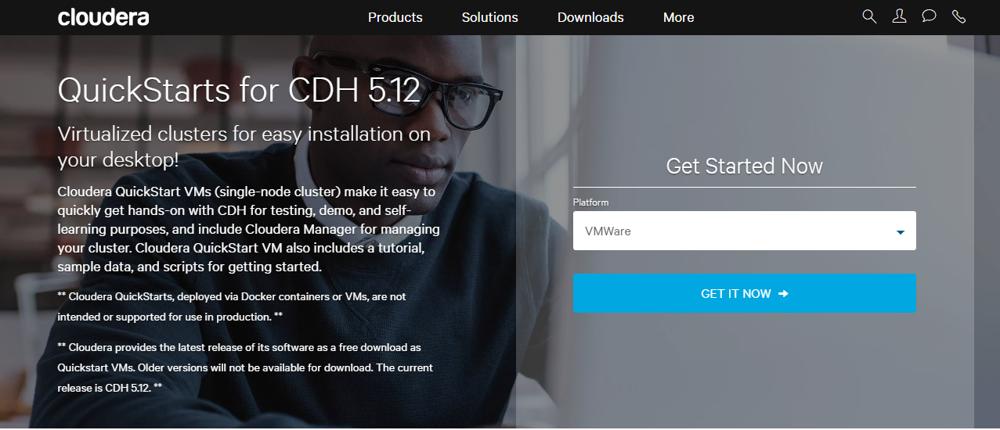 cloudera
Products Solutions Downloads More
QuickStarts for CDH 5.12
Virtualized clusters for easy installation on
your desktop!
Cloudera QuickStart VMs (single-node cluster) make it easy to
quickly get hands-on with CDH for testing, demo, and self-
learning purposes, and include Cloudera Manager for managing
your cluster. Cloudera QuickStart VM also includes a tutorial,
sample data, and scripts for getting started.
** Cloudera QuickStarts, deployed via Docker containers or VMs, are not
intended or supported for use in production. **
** Cloudera provides the latest release of its software as a free download as
Quickstart VMs. Older versions will not be available for download. The current
release is CDH 5.12. **
Get Started Now
Platform
VMWare
GET IT NOW